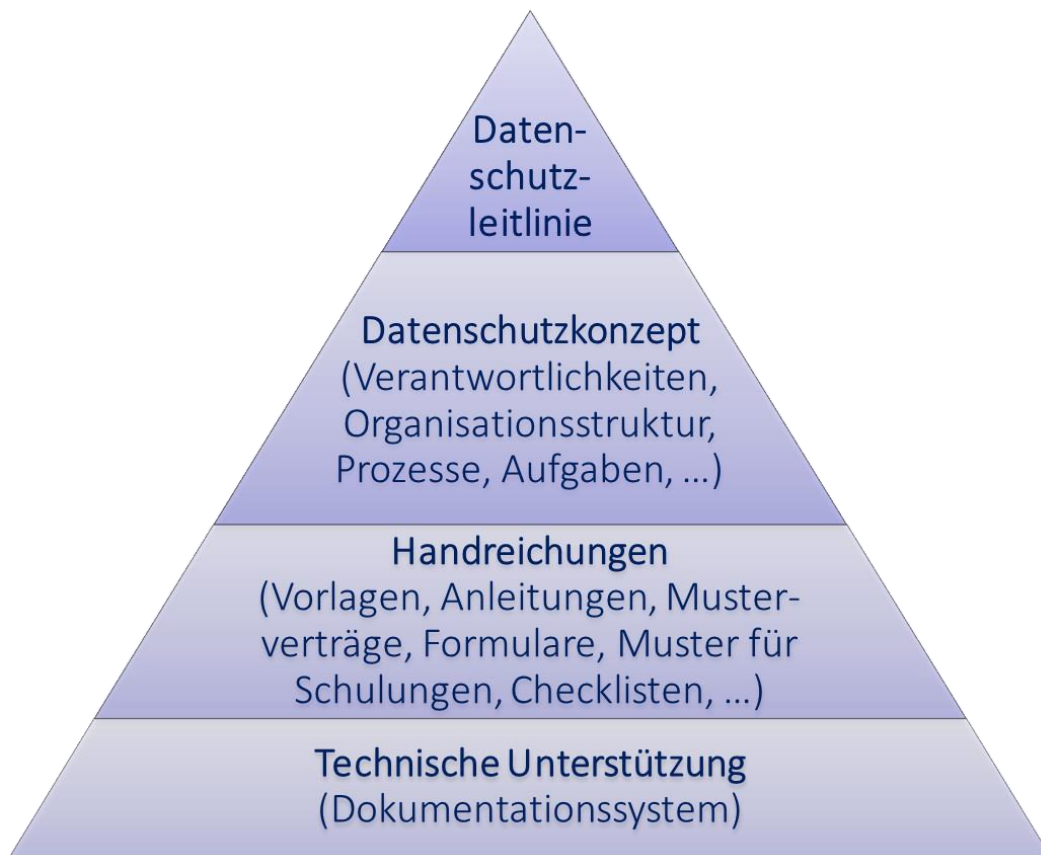 Daten-
schutz-
leitlinie
Datenschutzkonzept
(Verantwortlichkeiten,
Organisationsstruktur,
Prozesse, Aufgaben, ...)
Handreichungen
(Vorlagen, Anleitungen, Muster-
verträge, Formulare, Muster für
Schulungen, Checklisten, ...)
Technische Unterstützung
(Dokumentationssystem)